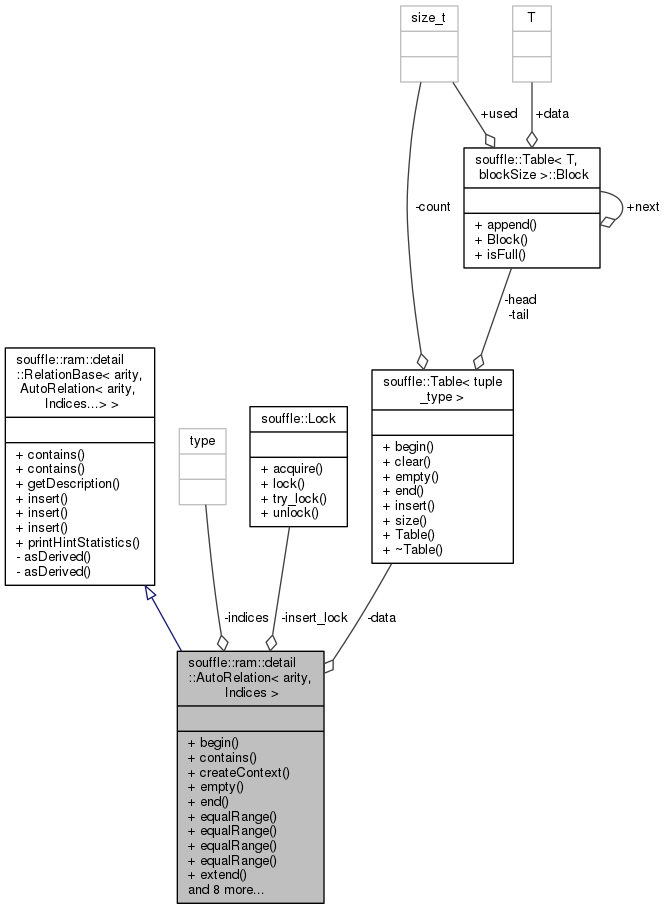 size_t
T
+used
+data
souffle::Table< T,
blockSize >::Block
+ append()
+ Block()
+ isFull()
+next
-count
-head
-tail
souffle::ram::detail
::RelationBase< arity,
AutoRelation< arity,
Indices...> >
+ contains()
+ contains()
+ getDescription()
+ insert()
+ insert()
+ insert()
+ printHintStatistics()
- asDerived()
- asDerived()
type
souffle::Lock
+ acquire()
+ lock()
+ try_lock()
+ unlock()
souffle::Table< tuple
_type >
+ begin()
+ clear()
+ empty()
+ end()
+ insert()
+ size()
+ Table()
+ ~Table()
-indices
-insert_lock
-data
souffle::ram::detail
::AutoRelation< arity,
Indices >
+ begin()
+ contains()
+ createContext()
+ empty()
+ end()
+ equalRange()
+ equalRange()
+ equalRange()
+ equalRange()
+ extend()
and 8 more...